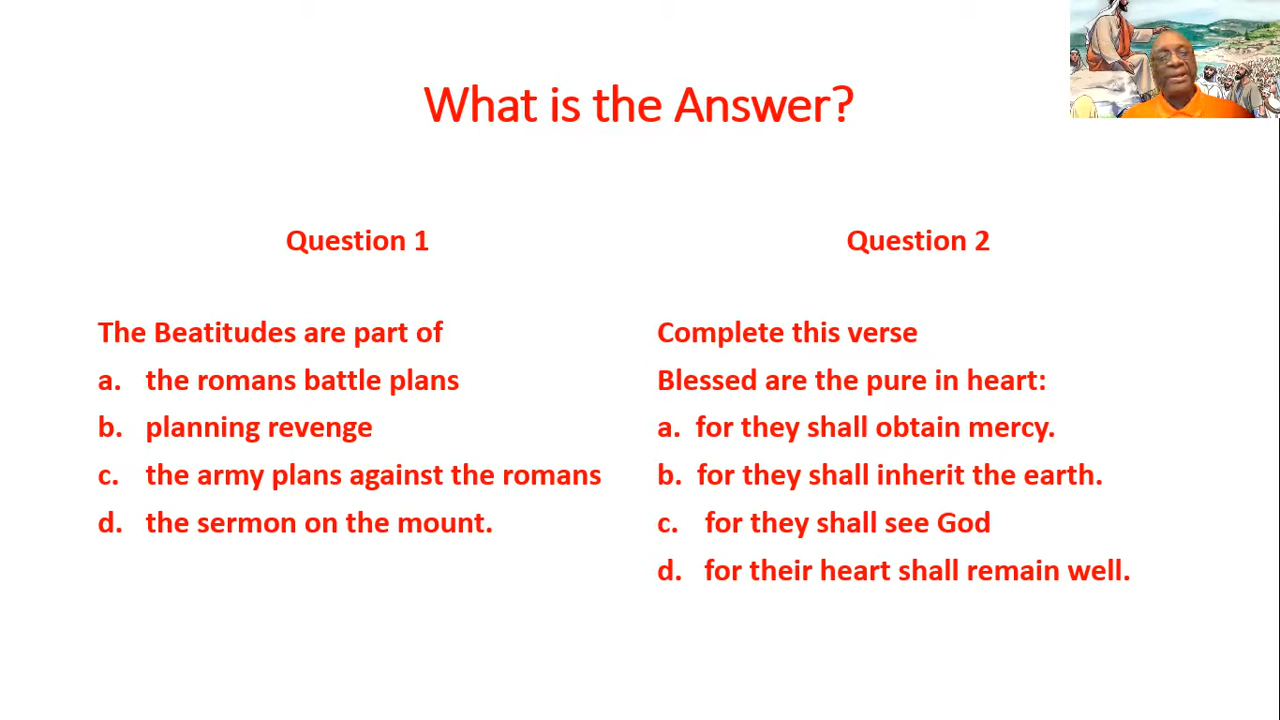 What is the Answer?
Question 1
The Beatitudes are part of
a. the romans battle plans
b. planning revenge
c. the army plans against the romans
d. the sermon on the mount.
Question 2
Complete this verse
Blessed are the pure in heart:
a. for they shall obtain mercy.
b. for they shall inherit the earth.
c. for they shall see God
d. for their heart shall remain well.